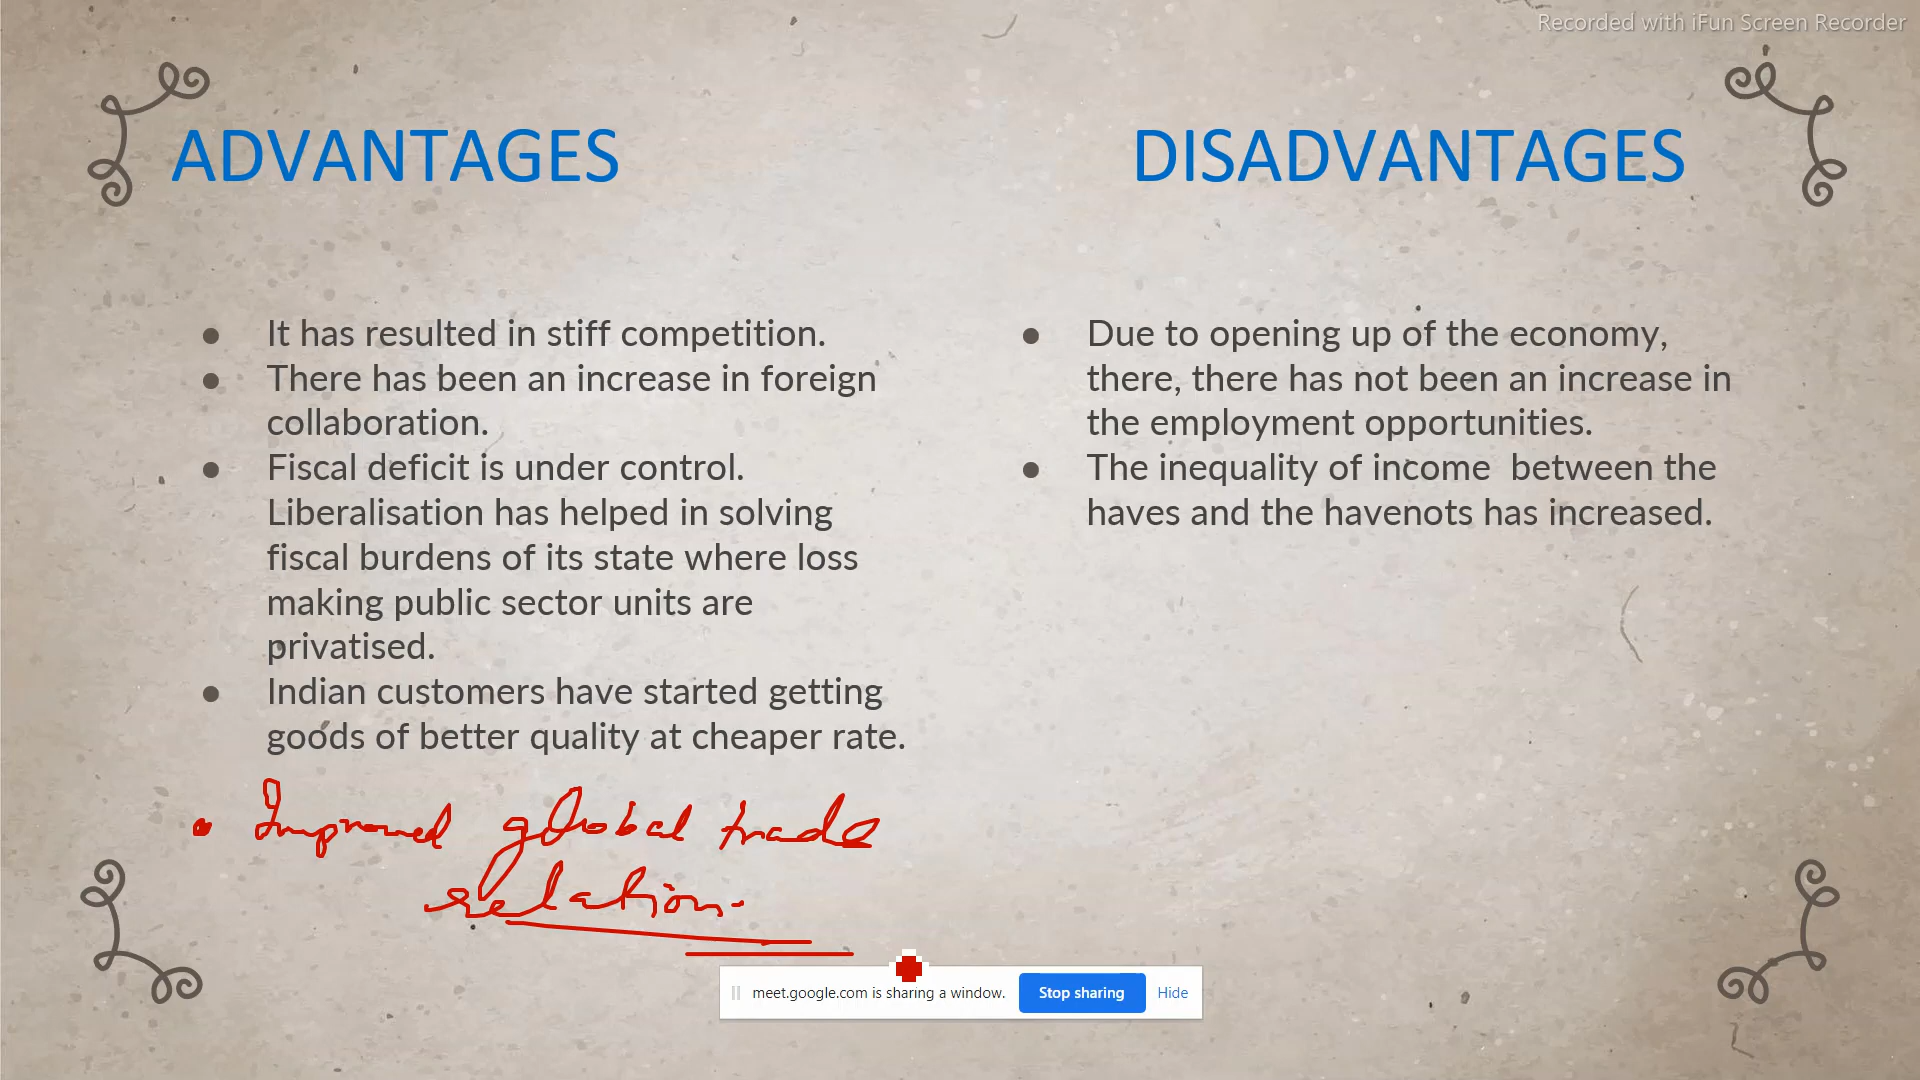 Recorded with iFun Screen Recorder
ADVANTAGES
DISADVANTAGES
● It has resulted in stiff competition.
● There has been an increase in foreign
collaboration.
● Fiscal deficit is under control.
Liberalisation has helped in solving
fiscal burdens of its state where loss
making public sector units are
privatised.
● Indian customers have started getting
goods of better quality at cheaper rate.
• Improved global trade
relation.
● Due to opening up of the economy,
there, there has not been an increase in
the employment opportunities.
● The inequality of income  between the
haves and the havenots has increased.
meet.google.com is sharing a window.
Stop sharing
Hide